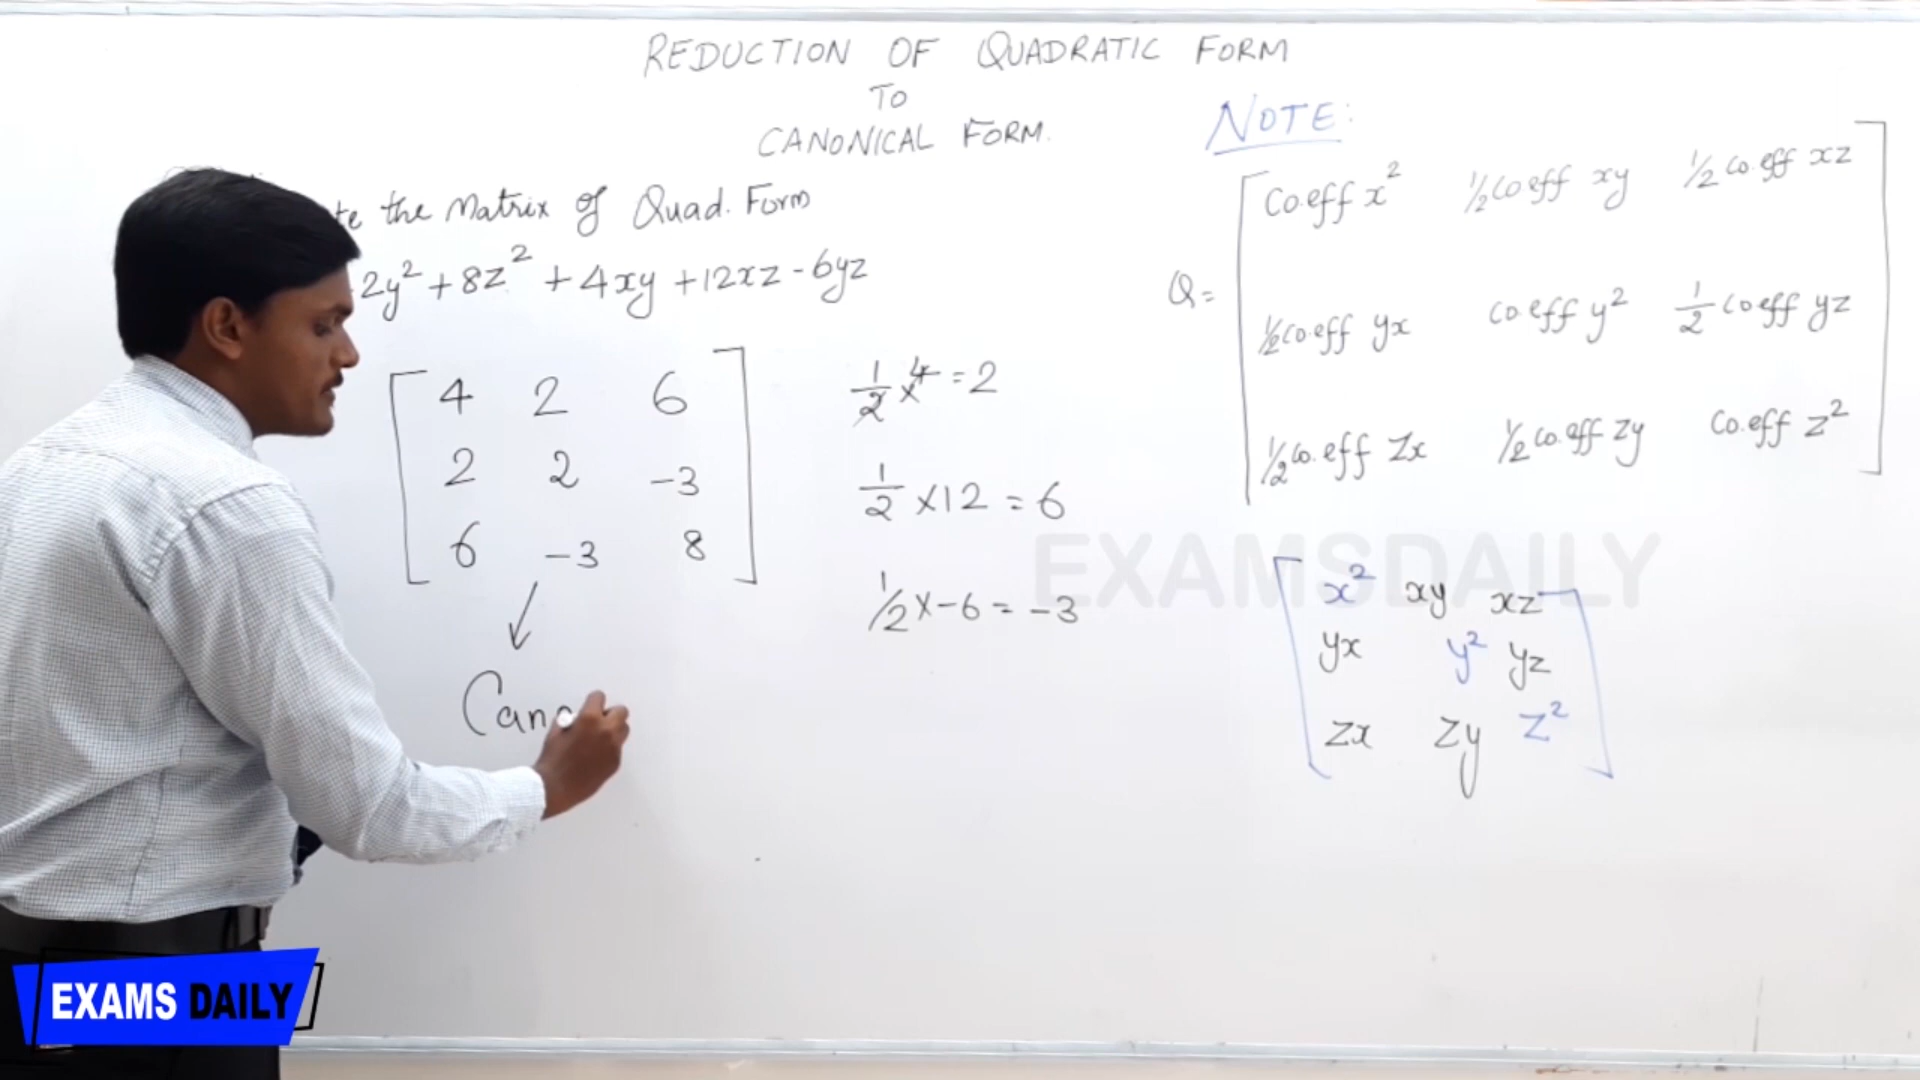 REDUCTION OF QUADRATIC FORM
TO
CANONICAL FORM.
te the Matrix of Quad. Form
2y² + 8z² + 4xy + 12xz - 6yz
4 2 6
2 2 -3
6 -3 8
Cano
1/2 x 4 = 2
1/2 x 12 = 6
1/2 x -6 = -3
NOTE:
Q =
Co.eff x² 1/2 coeff xy 1/2 co.eff xz
1/2 co.eff yx co.eff y² 1/2 coeff yz
1/2 co.eff zx 1/2 co.eff zy co.eff z²
x² xy xz
yx y² yz
zx zy z²
EXAMSDAILY
EXAMS DAILY